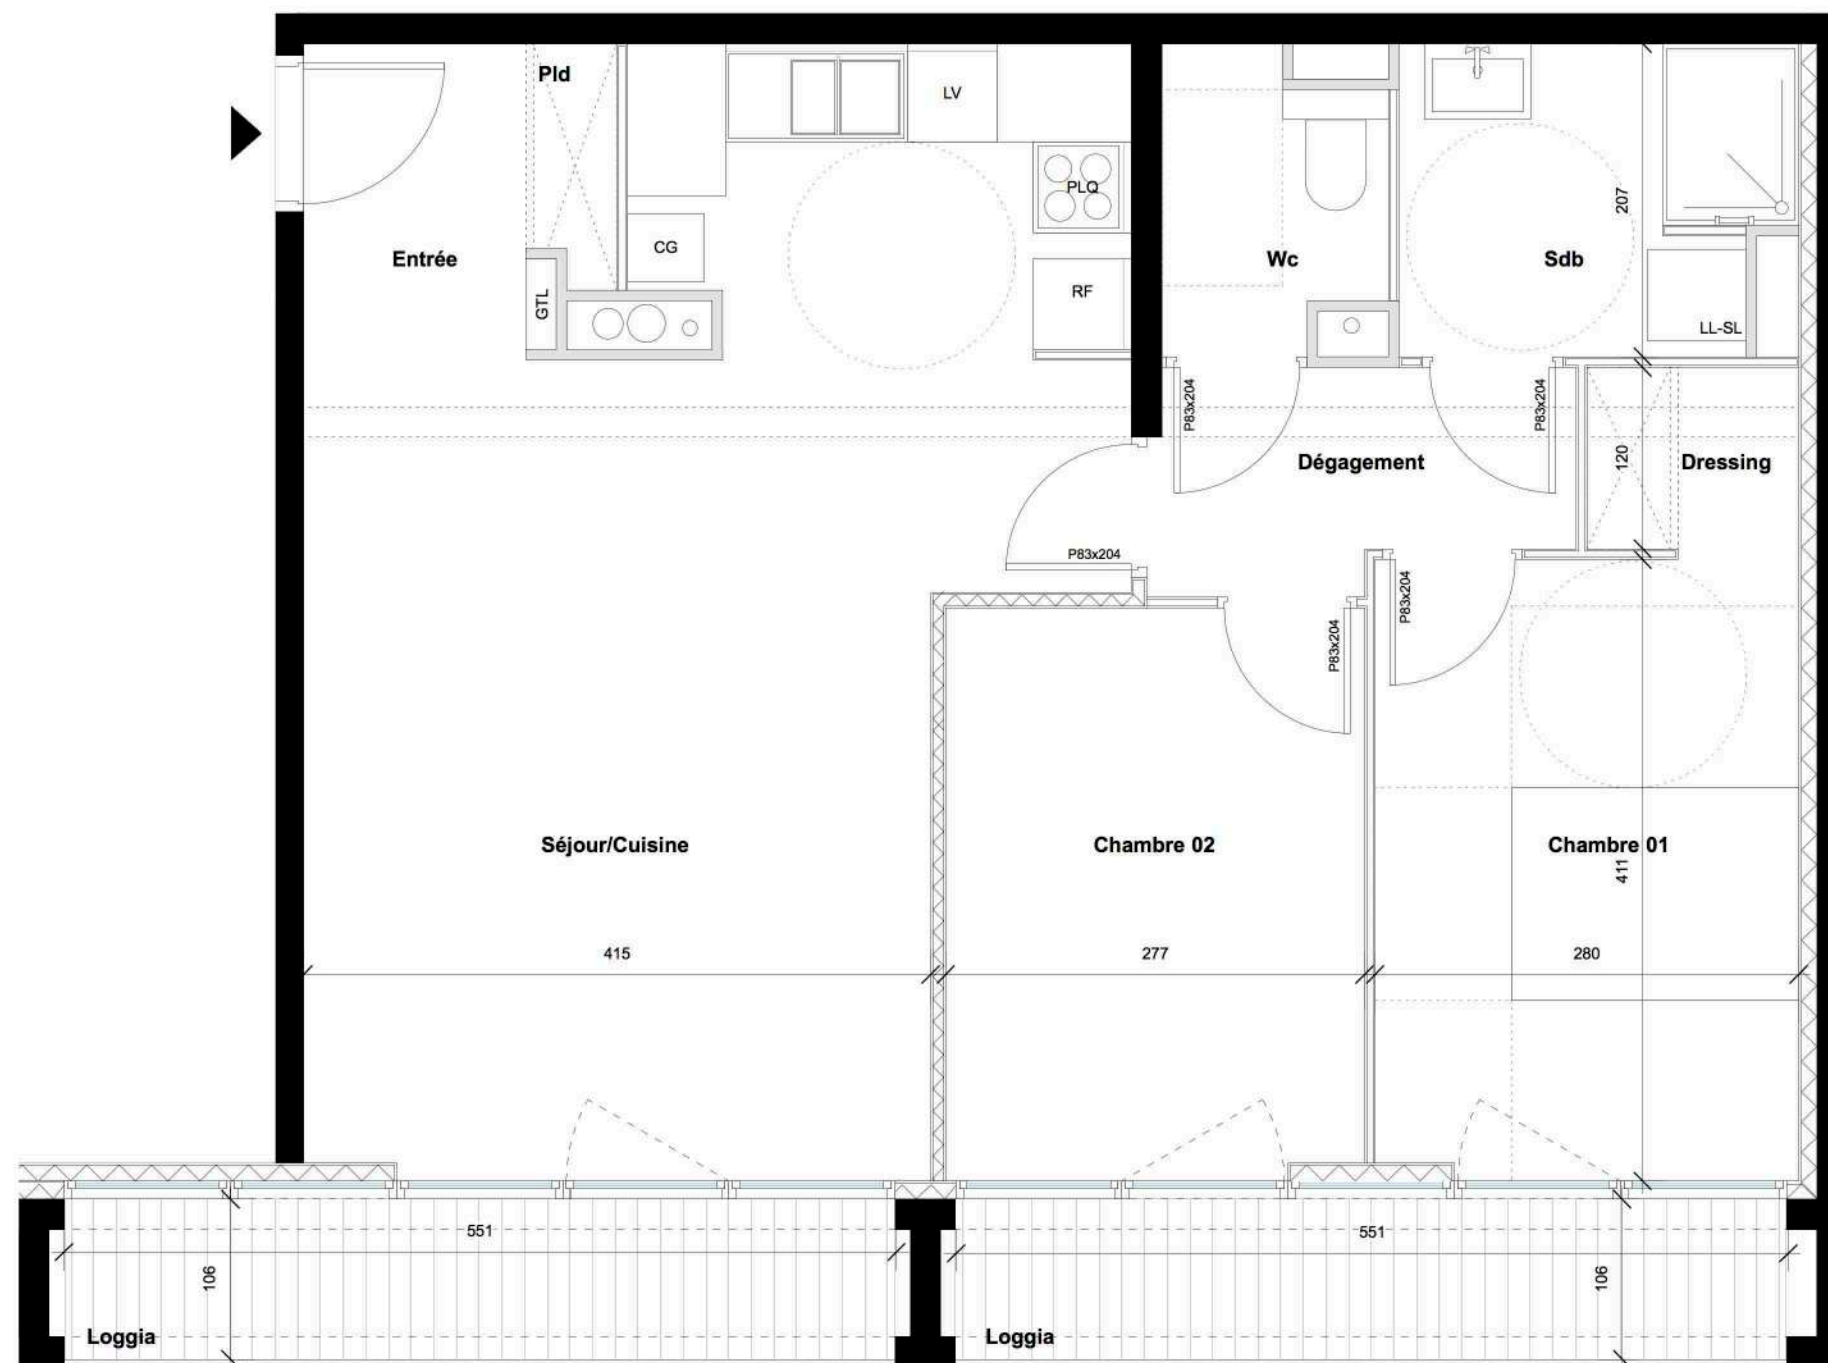 Pld
LV
PLQ
207
Entrée
CG
Wc
Sdb
GTL
RF
LL-SL
P83x204
P83x204
Dégagement
120
Dressing
P83x204
P83x204
P83x204
Séjour/Cuisine
Chambre 02
Chambre 01
411
415
277
280
551
551
106
106
Loggia
Loggia